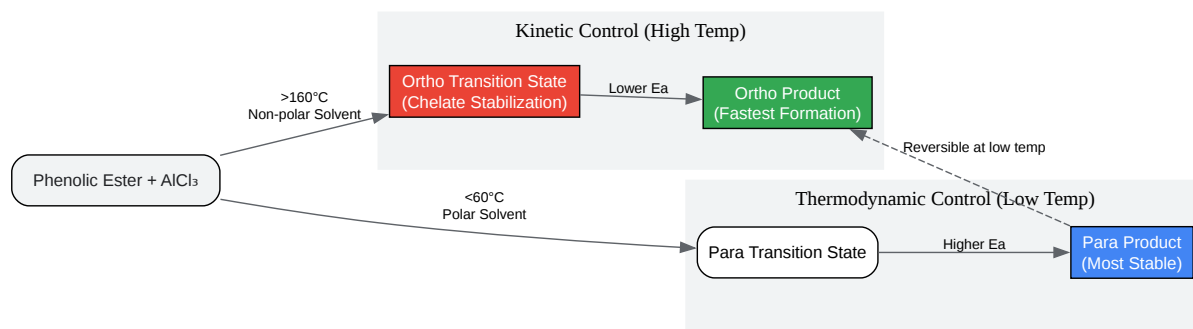 Kinetic Control (High Temp)
Ortho Transition State
(Chelate Stabilization)
Lower Ea
Ortho Product
(Fastest Formation)
>160°C
Non-polar Solvent
Phenolic Ester + AlCl₃
Reversible at low temp
<60°C
Polar Solvent
Thermodynamic Control (Low Temp)
Para Transition State
Higher Ea
Para Product
(Most Stable)